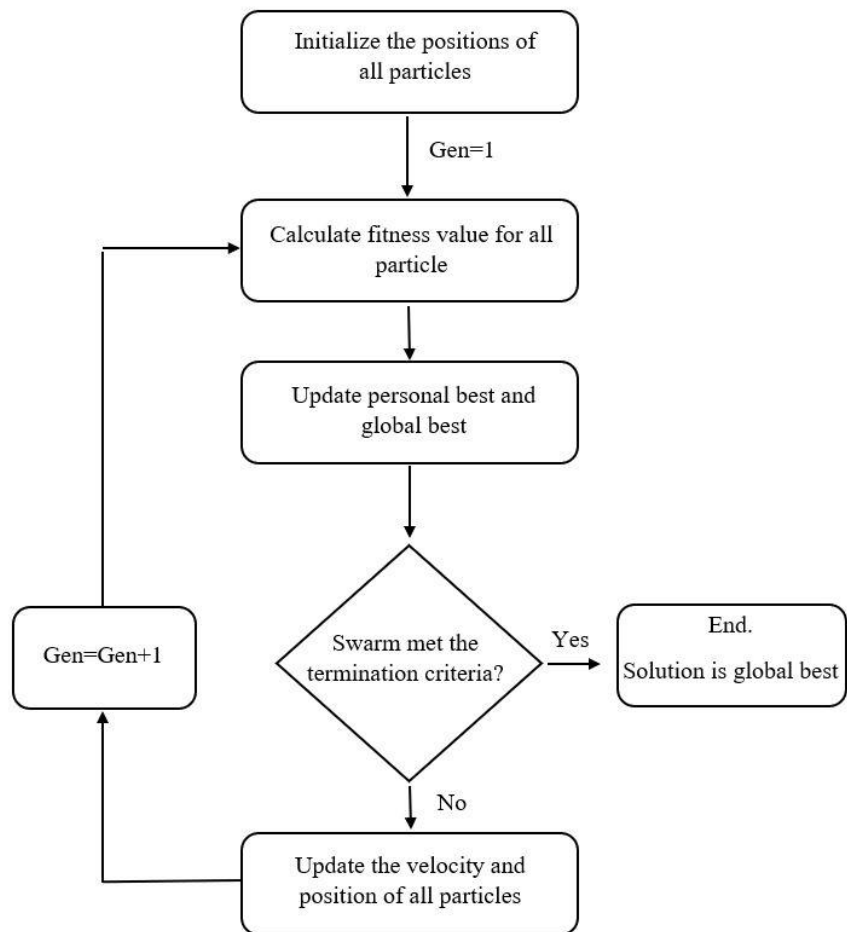 Initialize the positions of
all particles
Gen=1
Calculate fitness value for all
particle
Update personal best and
global best
Swarm met the
termination criteria?
Yes
End.
Solution is global best
Gen=Gen+1
No
Update the velocity and
position of all particles